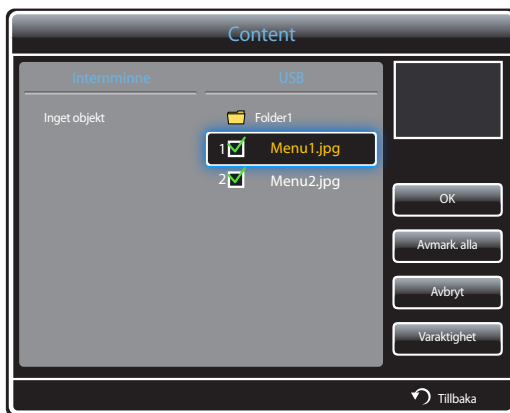 Content
Internminne USB
Inget objekt Folder1
1 Menu1.jpg
2 Menu2.jpg
OK
Avmark. alla
Avbryt
Varaktighet
Tillbaka